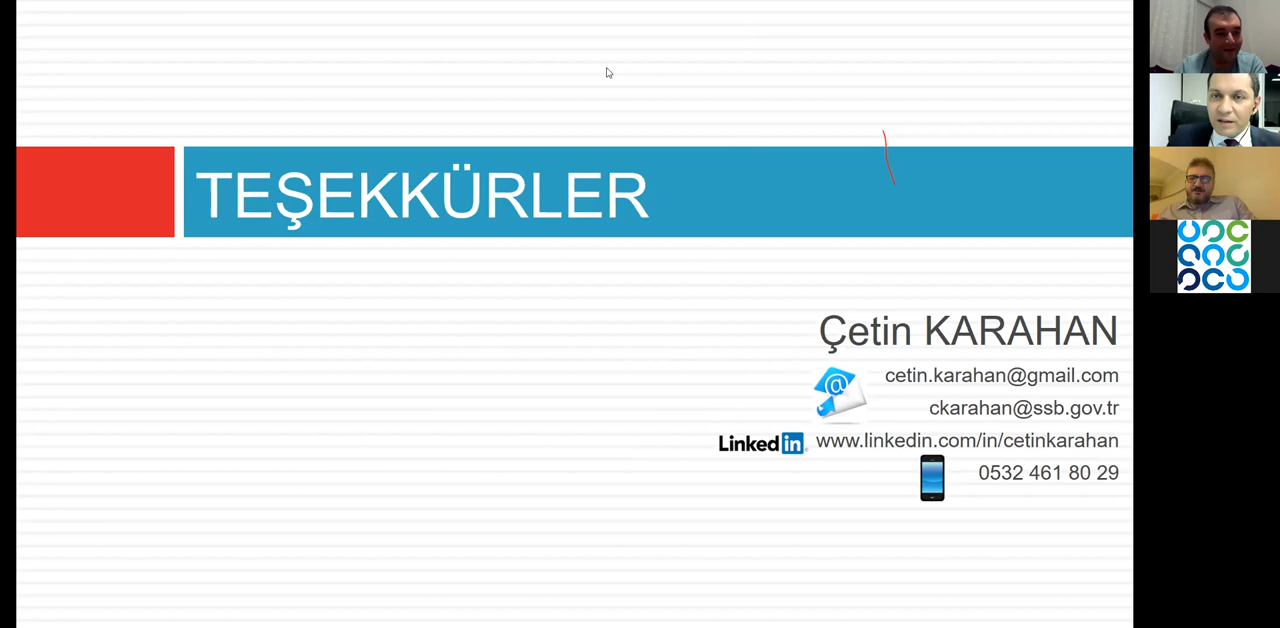 TEŞEKKÜRLER
Çetin KARAHAN
cetin.karahan@gmail.com
ckarahan@ssb.gov.tr
Linked in www.linkedin.com/in/cetinkarahan
0532 461 80 29